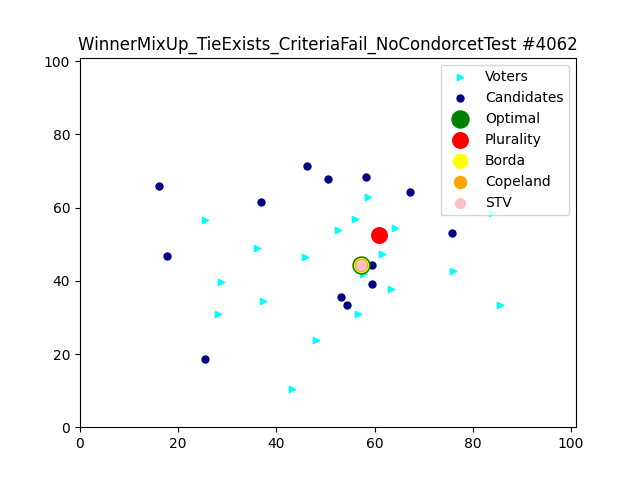 WinnerMixUp_TieExists_CriteriaFail_NoCondorcetTest #4062
100
80
60
40
20
0
0 20 40 60 80 100
Voters
Candidates
Optimal
Plurality
Borda
Copeland
STV